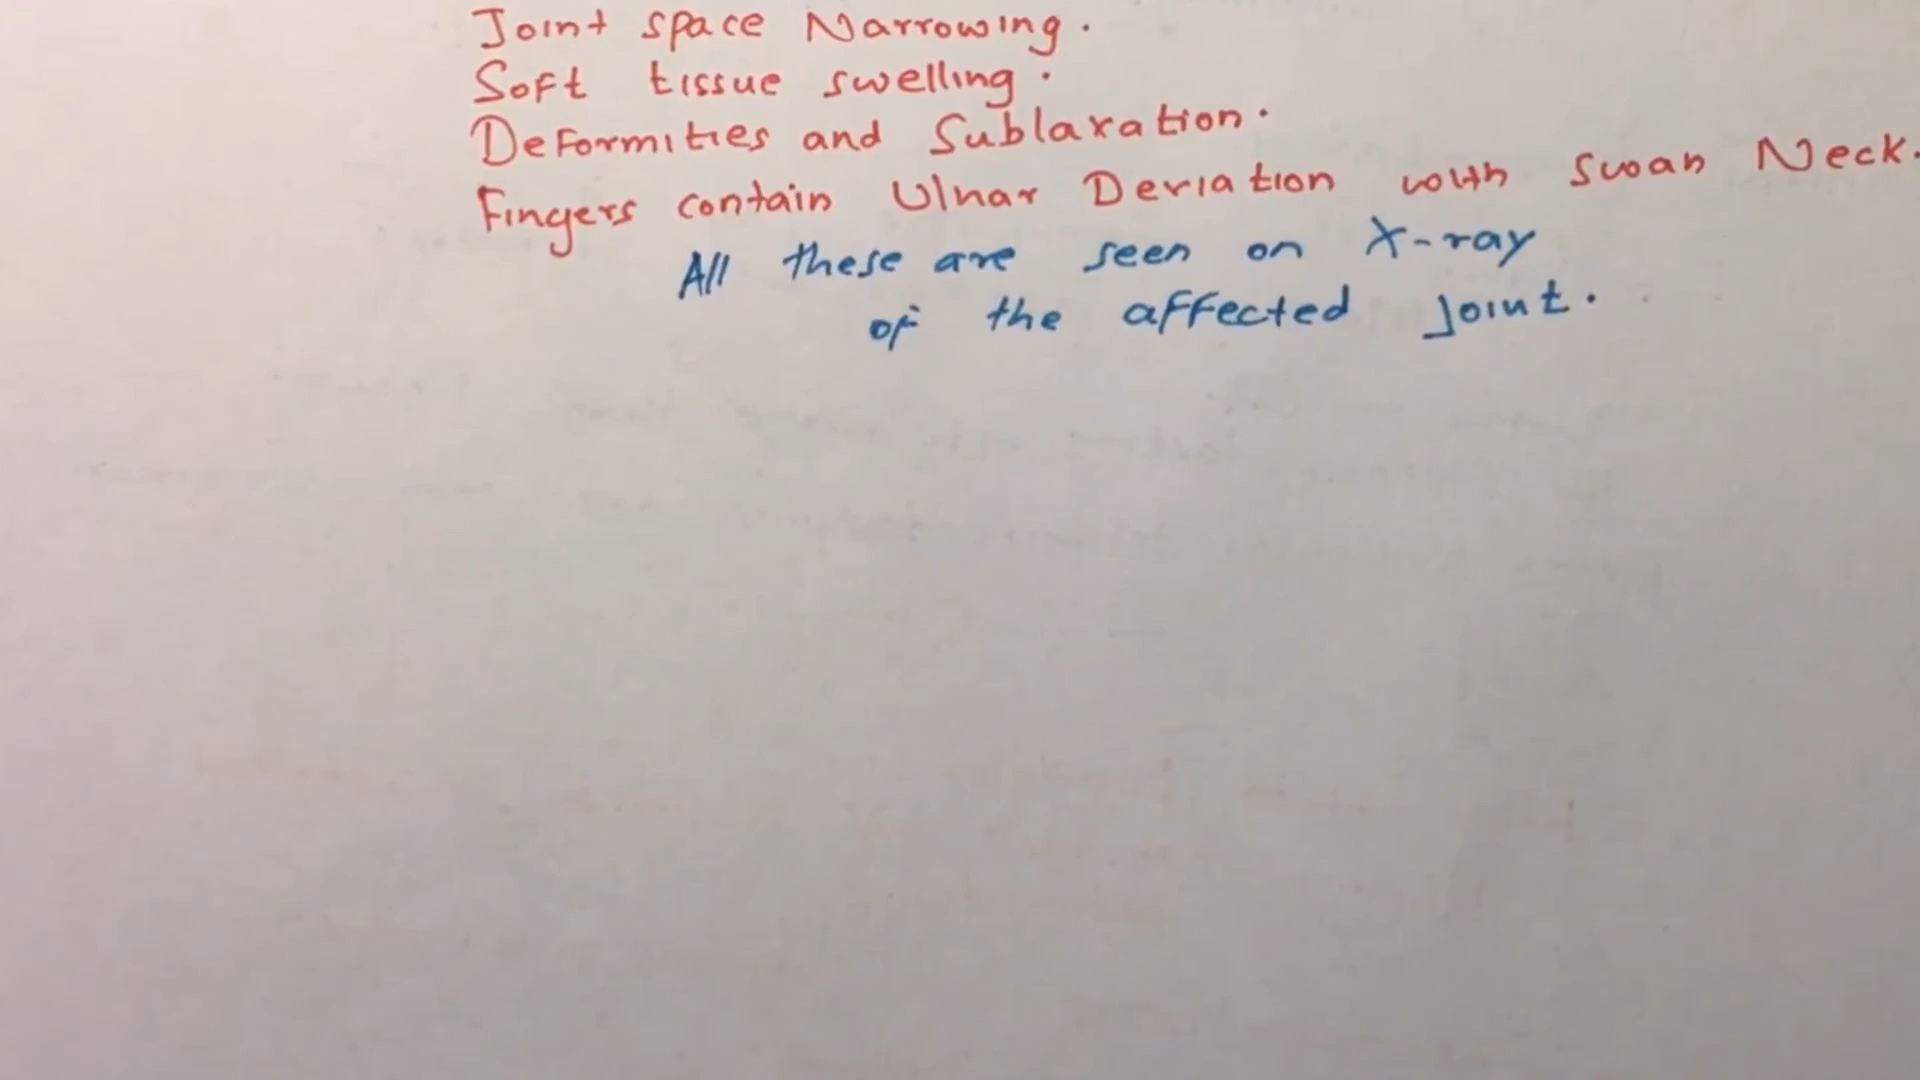 Joint space Narrowing.
Soft tissue swelling.
Deformities and Sublaxation.
Fingers contain Ulnar Deviation with Swan Neck.
All these are seen on X-ray
of the affected Joint.